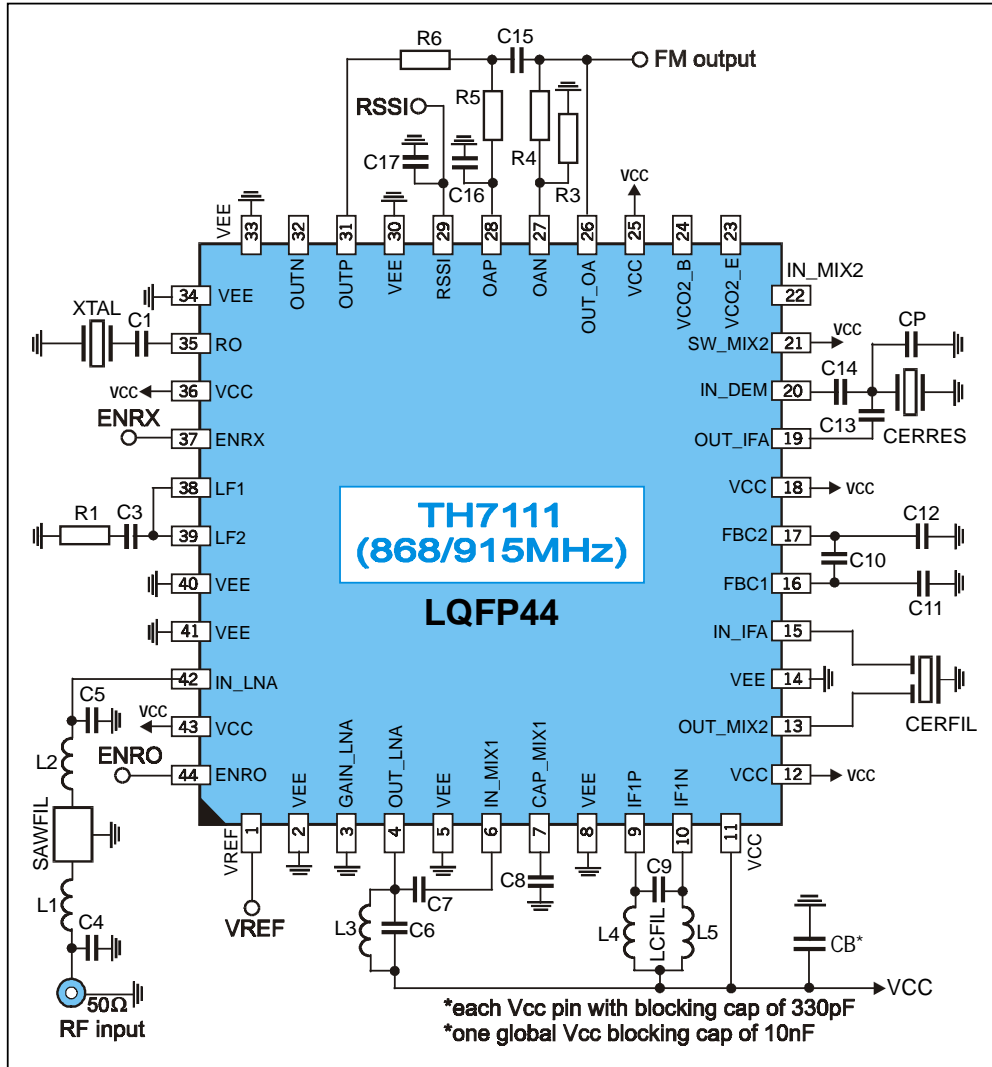 R6
C15
FM output
RSSI
R5
R4
R3
C17
C16
VCC
VEE
33
32
31
30
29
28
27
26
25
24
23
OUTN
OUTP
VEE
RSSI
OAP
OAN
OUT_OA
VCC
VCO2_B
VCO2_E
IN_MIX2
22
34
VEE
XTAL
C1
35
RO
VCC
36
VCC
ENRX
37
ENRX
38
LF1
R1
C3
39
LF2
40
VEE
41
VEE
42
IN_LNA
C5
VCC
43
VCC
L2
ENRO
44
ENRO
SAWFIL
L1
C4
50Ω
RF input
SW_MIX2
21
VCC
CP
IN_DEM
20
C14
C13
OUT_IFA
19
CERRES
VCC
18
VCC
FBC2
17
C12
C10
FBC1
16
C11
IN_IFA
15
VEE
14
OUT_MIX2
13
CERFIL
VCC
12
VCC
TH7111
(868/915MHz)
LQFP44
VREF
VEE
GAIN_LNA
OUT_LNA
VEE
IN_MIX1
CAP_MIX1
VEE
IF1P
IF1N
VCC
1
2
3
4
5
6
7
8
9
10
11
VREF
L3
C6
C7
C8
C9
L4
LCFIL
L5
CB*
VCC
*each Vcc pin with blocking cap of 330pF
*one global Vcc blocking cap of 10nF